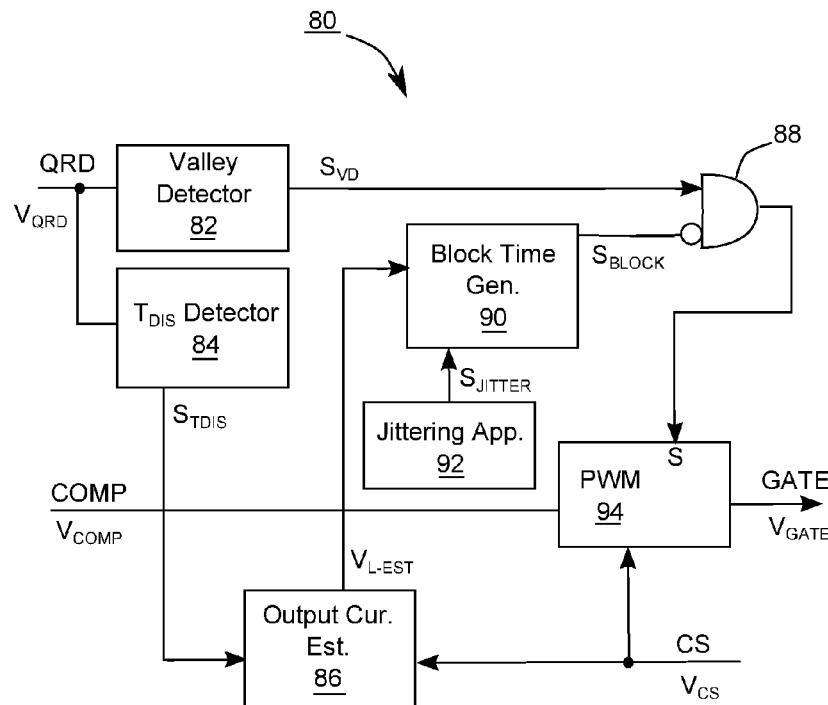 80
88
QRD
V_QRD
Valley
Detector
82
S_VD
T_DIS Detector
84
S_TDIS
Block Time
Gen.
90
S_BLOCK
S_JITTER
Jittering App.
92
COMP
V_COMP
S
PWM
94
GATE
V_GATE
V_L-EST
Output Cur.
Est.
86
CS
V_CS